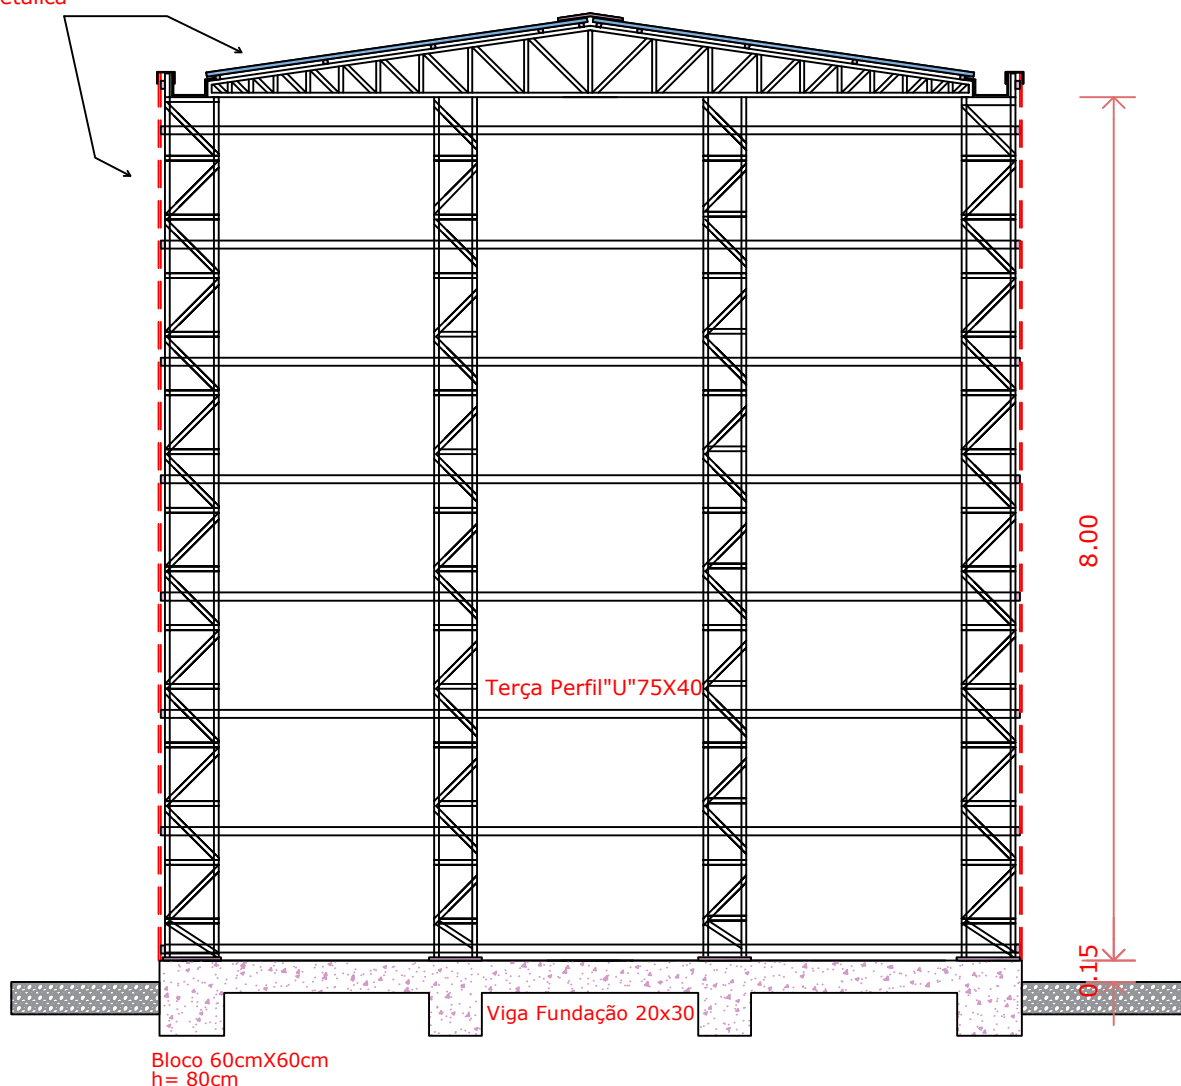 Terça Perfil"U"75X40
8.00
0.15
Viga Fundação 20x30
Bloco 60cmX60cm
h= 80cm